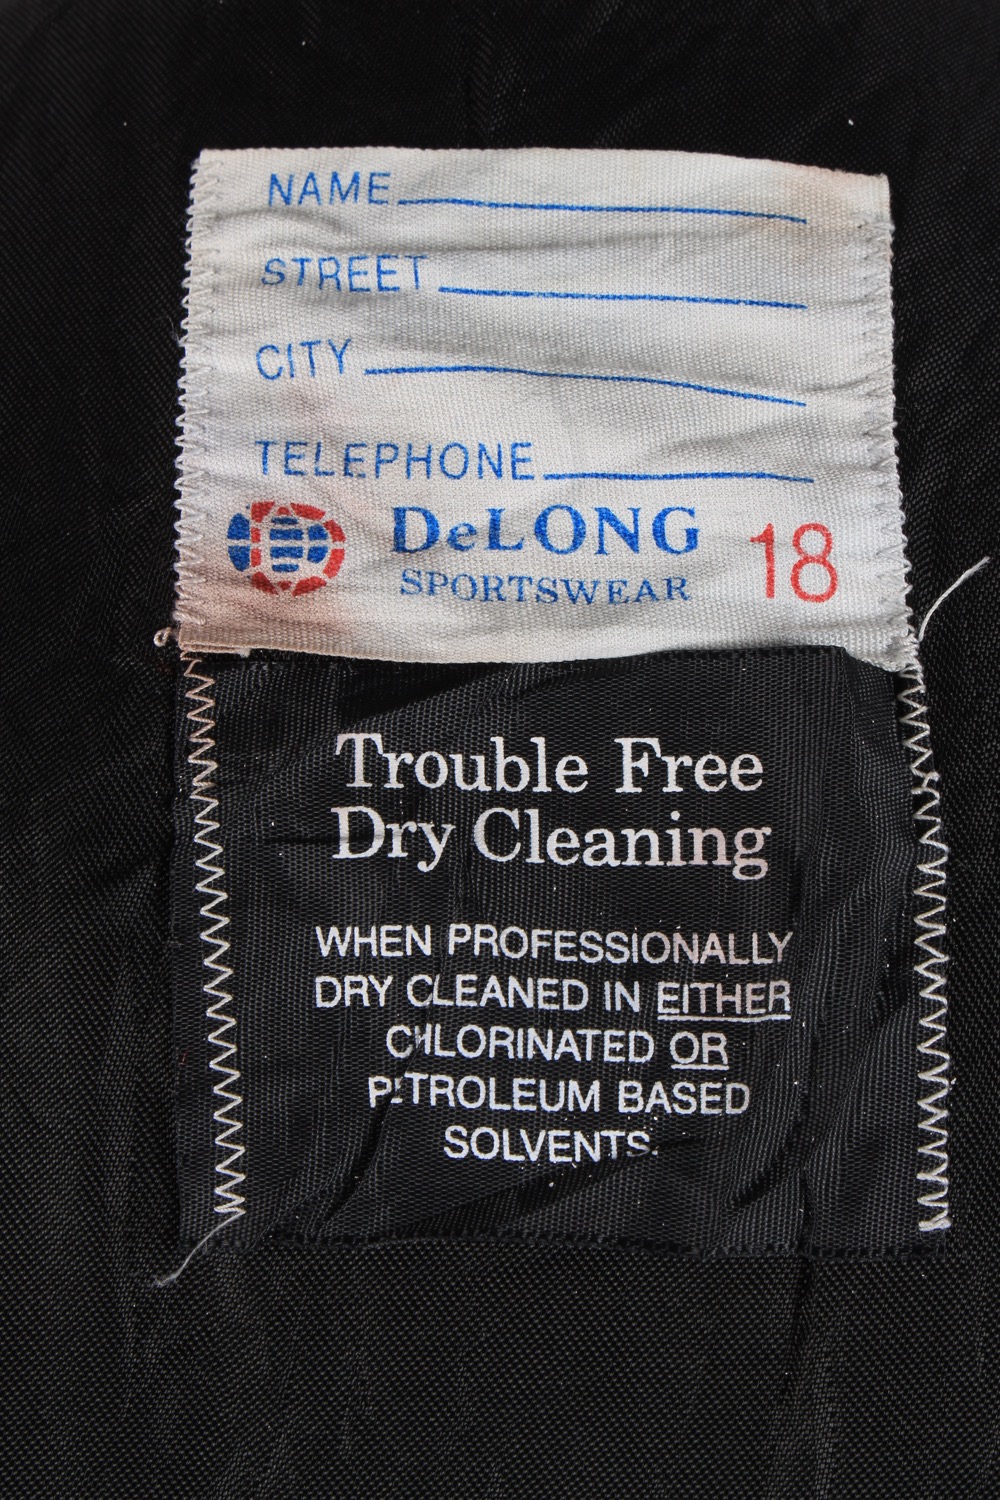 NAME
STREET
CITY
TELEPHONE
DeLONG 18
SPORTSWEAR
Trouble Free
Dry Cleaning
WHEN PROFESSIONALLY
DRY CLEANED IN EITHER
CHLORINATED OR
PETROLEUM BASED
SOLVENTS.